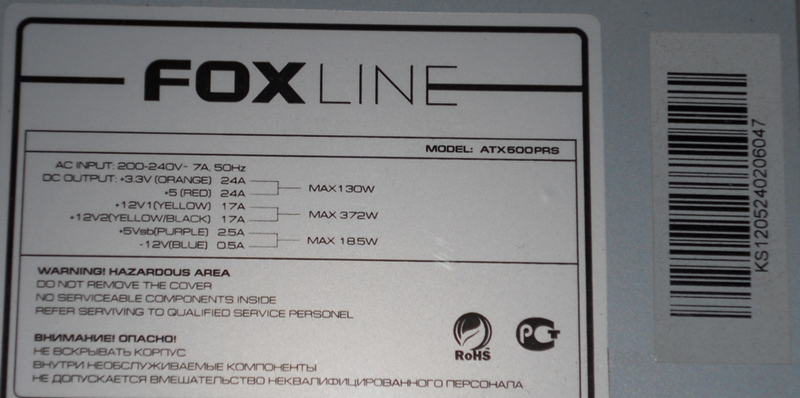 FOXLINE
MODEL: ATX500PRS
AC INPUT: 200-240V~ 7A, 50Hz
DC OUTPUT: +3.3V (ORANGE) 24A
+5 (RED) 24A
MAX 130W
+12V1 (YELLOW) 17A
+12V2 (YELLOW/BLACK) 17A
MAX 372W
+5Vsb (PURPLE) 2.5A
-12V (BLUE) 0.5A
MAX 18.5W
WARNING! HAZARDOUS AREA
DO NOT REMOVE THE COVER
NO SERVICEABLE COMPONENTS INSIDE
REFER SERVICING TO QUALIFIED SERVICE PERSONEL
ВНИМАНИЕ! ОПАСНО!
НЕ ВСКРЫВАТЬ КОРПУС
ВНУТРИ НЕОБСЛУЖИВАЕМЫЕ КОМПОНЕНТЫ
НЕ ДОПУСКАЕТСЯ ВМЕШАТЕЛЬСТВО НЕКВАЛИФИЦИРОВАННОГО ПЕРСОНАЛА
RoHS
РСТ
KS1205240206047